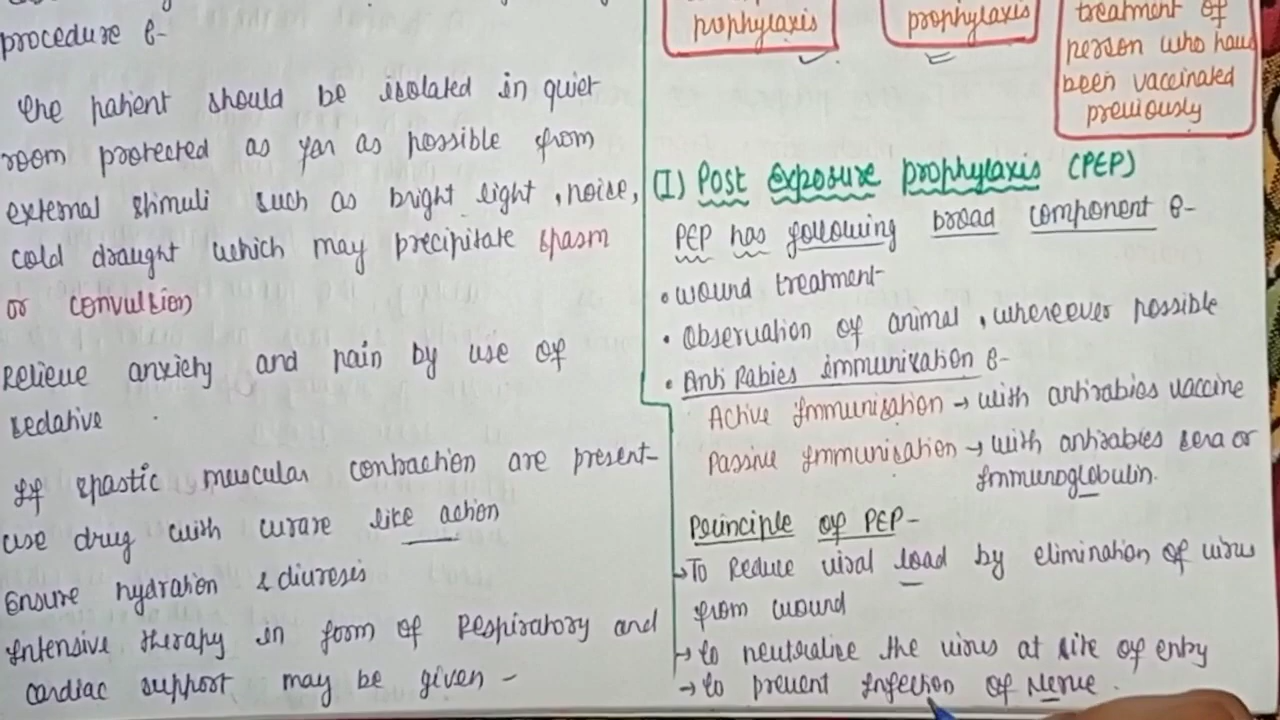 procedure :-
the patient should be isolated in quiet
room protected as far as possible from
external stimuli such as bright light, noise,
cold draught which may precipitate spasm
or convulsion
Relieve anxiety and pain by use of
sedative
If spastic muscular contraction are present
use drug with curare like action
Ensure hydration & diuresis
Intensive therapy in form of Respiratory and
cardiac support may be given -
prophylaxis
prophylaxis
treatment of
person who have
been vaccinated
previously
(I) Post exposure prophylaxis (PEP)
PEP has following broad component :-
• wound treatment
• Observation of animal, whereever possible
• Anti Rabies immunization :-
Active Immunisation → with antirabies vaccine
Passive Immunisation → with antirabies sera or
Immunoglobulin.
Principle of PEP -
→ To Reduce viral load by elimination of virus
from wound
→ to neutralise the virus at site of entry
→ to prevent Infection of Nerve.